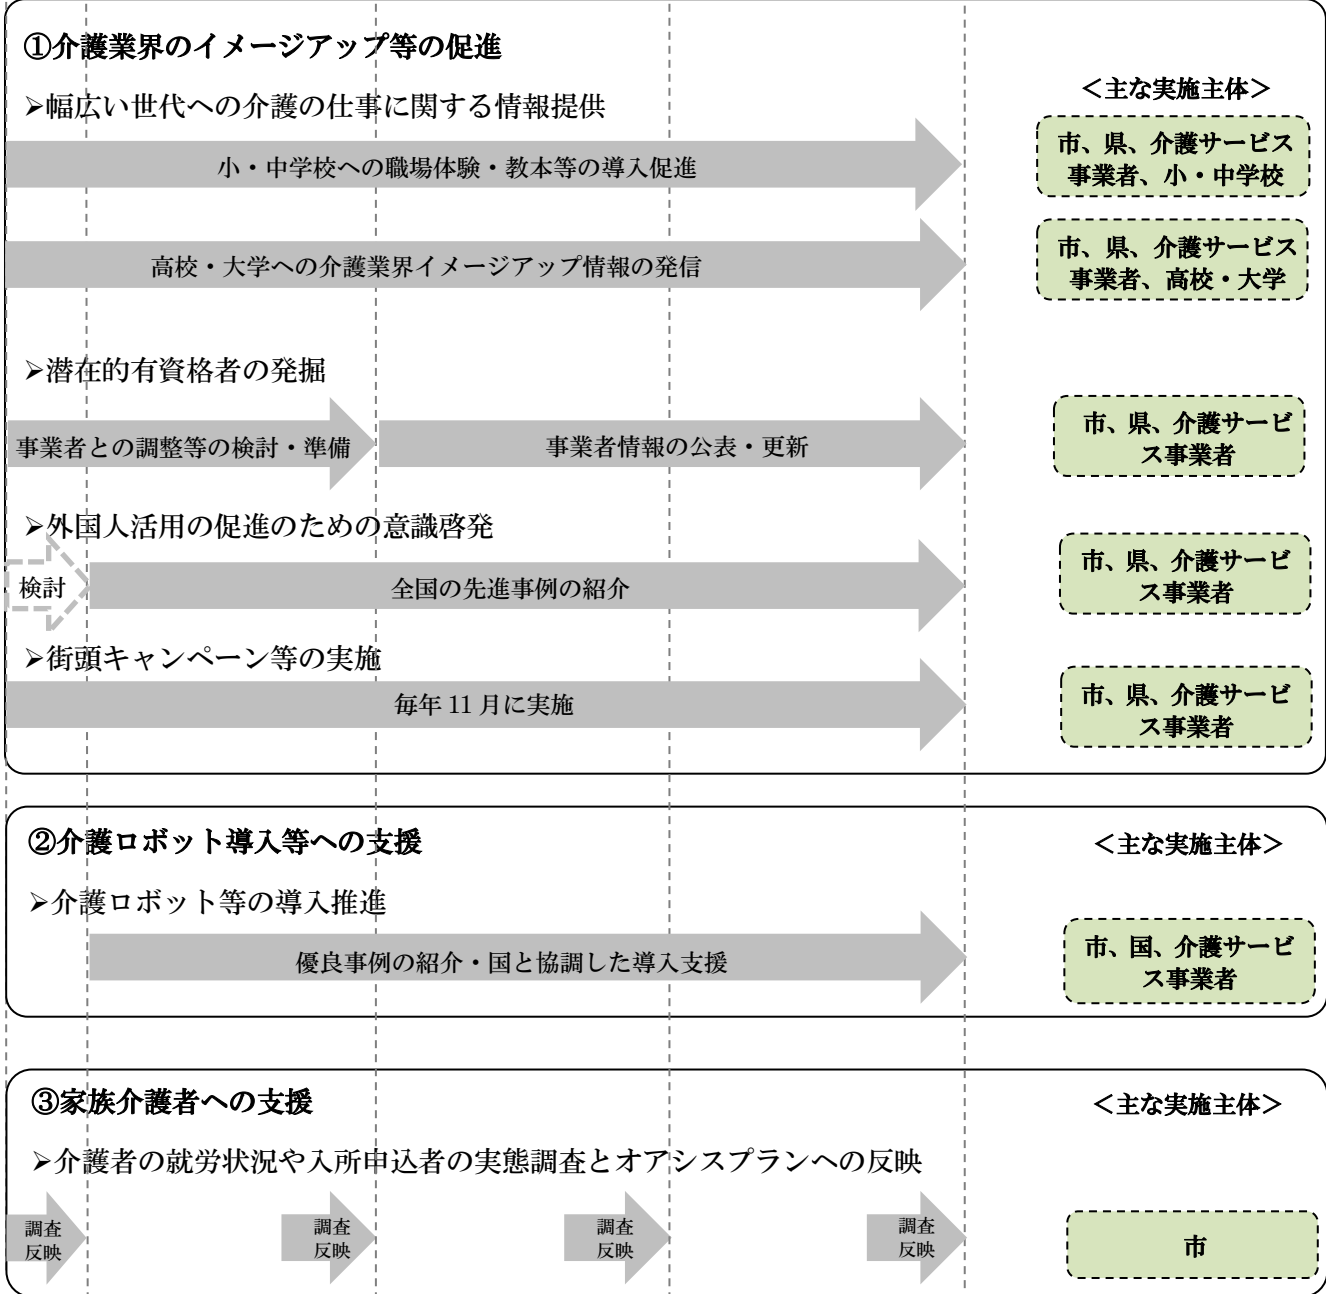 ①介護業界のイメージアップ等の促進
➢幅広い世代への介護の仕事に関する情報提供
＜主な実施主体＞
小・中学校への職場体験・教本等の導入促進
市、県、介護サービス
事業者、小・中学校
高校・大学への介護業界イメージアップ情報の発信
市、県、介護サービス
事業者、高校・大学
➢潜在的有資格者の発掘
事業者との調整等の検討・準備
事業者情報の公表・更新
市、県、介護サービ
ス事業者
➢外国人活用の促進のための意識啓発
検討
全国の先進事例の紹介
市、県、介護サービ
ス事業者
➢街頭キャンペーン等の実施
毎年 11 月に実施
市、県、介護サービ
ス事業者
②介護ロボット導入等への支援
＜主な実施主体＞
➢介護ロボット等の導入推進
優良事例の紹介・国と協調した導入支援
市、国、介護サービ
ス事業者
③家族介護者への支援
＜主な実施主体＞
➢介護者の就労状況や入所申込者の実態調査とオアシスプランへの反映
調査
反映
調査
反映
調査
反映
調査
反映
市